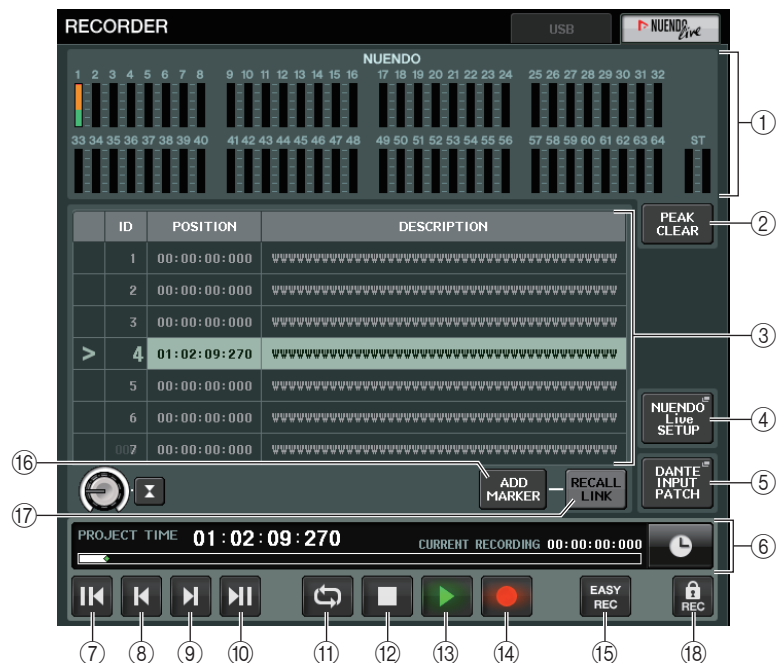 RECORDER
USB
NUENDO live
NUENDO
1 2 3 4 5 6 7 8 9 10 11 12 13 14 15 16 17 18 19 20 21 22 23 24 25 26 27 28 29 30 31 32
33 34 35 36 37 38 39 40 41 42 43 44 45 46 47 48 49 50 51 52 53 54 55 56 57 58 59 60 61 62 63 64 ST
①
PEAK
CLEAR
②
ID POSITION DESCRIPTION
1 00:00:00:000 WWWWWWWWWWWWWWWWWWWWWWWWWWWWWWWWWWWWWWWWWW
2 00:00:00:000 WWWWWWWWWWWWWWWWWWWWWWWWWWWWWWWWWWWWWWWWWW
3 00:00:00:000 WWWWWWWWWWWWWWWWWWWWWWWWWWWWWWWWWWWWWWWWWW
③
> 4 01:02:09:270 WWWWWWWWWWWWWWWWWWWWWWWWWWWWWWWWWWWWWWWWWW
5 00:00:00:000 WWWWWWWWWWWWWWWWWWWWWWWWWWWWWWWWWWWWWWWWWW
6 00:00:00:000 WWWWWWWWWWWWWWWWWWWWWWWWWWWWWWWWWWWWWWWWWW
007 00:00:00:000 WWWWWWWWWWWWWWWWWWWWWWWWWWWWWWWWWWWWWWWWWW
NUENDO
Live
SETUP
④
⑯
ADD
MARKER
RECALL
LINK
DANTE
INPUT
PATCH
⑤
⑰
PROJECT TIME 01:02:09:270 CURRENT RECORDING 00:00:00:000
⑥
EASY
REC
REC
⑦ ⑧ ⑨ ⑩ ⑪ ⑫ ⑬ ⑭ ⑮ ⑱